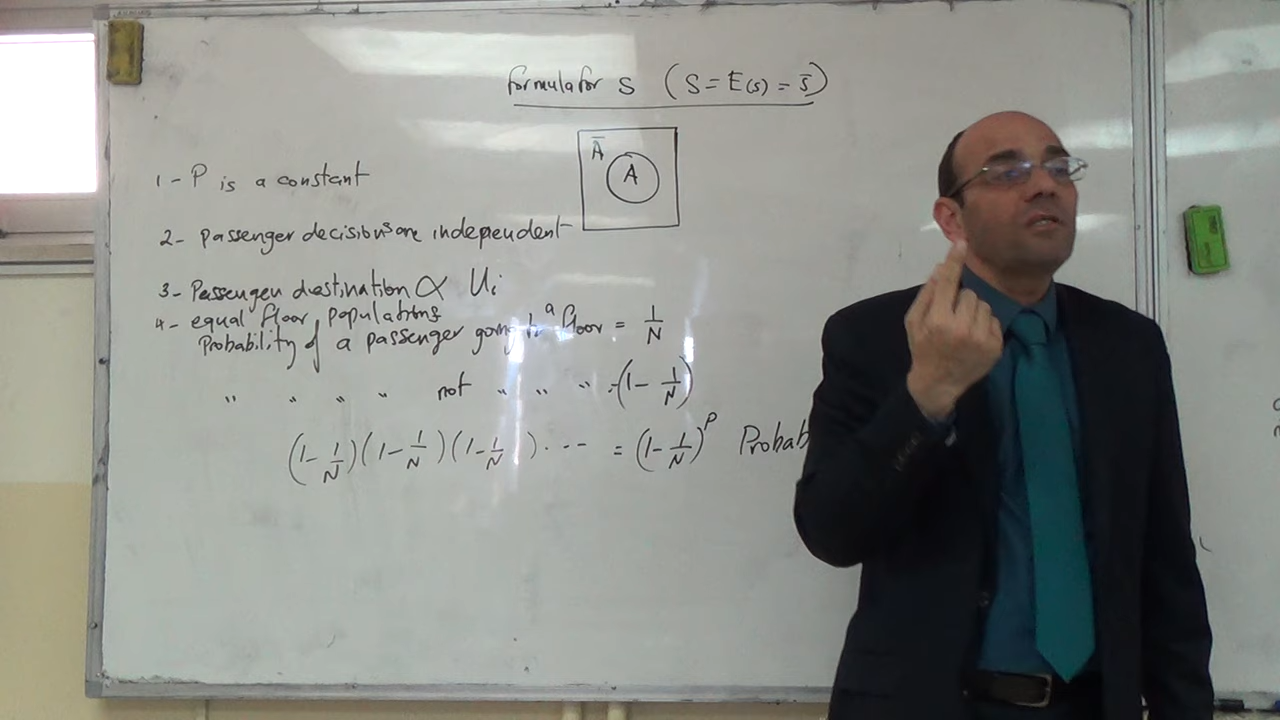 formula for S (S = E(s) = s̄)
Ā
A
1 - P is a constant
2- Passenger decisions are independent
3 - Passenger destination ∝ Ui
4 - equal floor populations
Probability of a passenger going to a floor = 1/N
" " " " not " " " = (1 - 1/N)
(1 - 1/N)(1 - 1/N)(1 - 1/N) . --- = (1 - 1/N)^P Probab